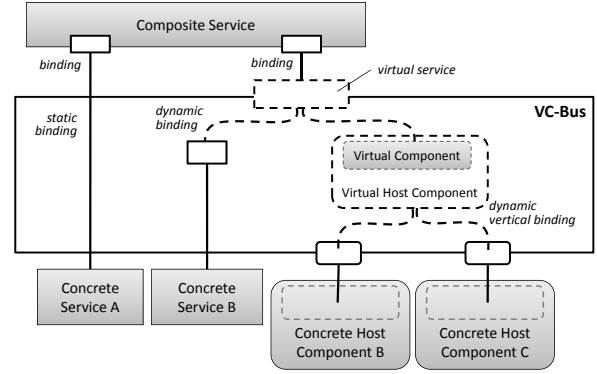 Composite Service
binding
binding
virtual service
static
binding
dynamic
binding
VC-Bus
Virtual Component
Virtual Host Component
dynamic
vertical binding
Concrete
Service A
Concrete
Service B
Concrete Host
Component B
Concrete Host
Component C